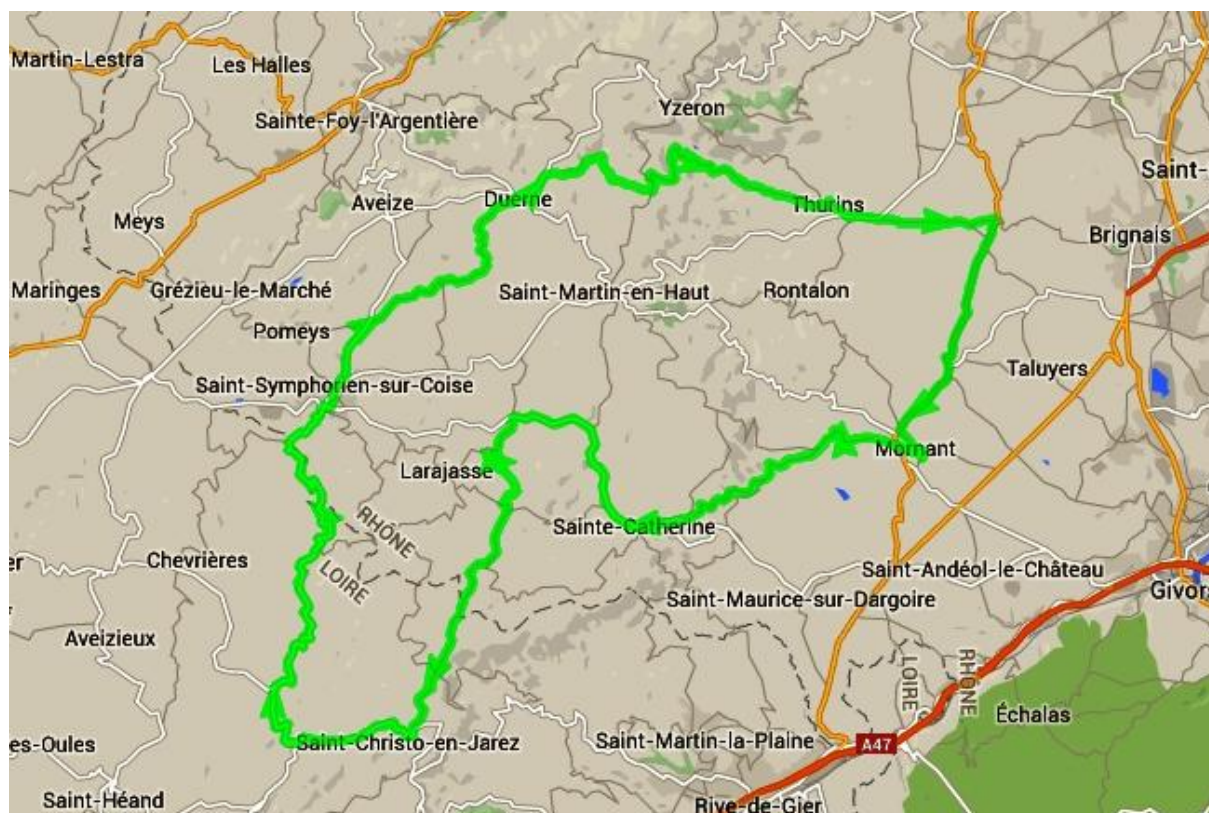 Martin-Lestra
Les Halles
Yzeron
Sainte-Foy-l'Argentière
Saint-
Aveize
Duerne
Thurins
Meys
Brignais
Maringes
Grézieu-le-Marché
Saint-Martin-en-Haut
Rontalon
Pomeys
Taluyers
Saint-Symphorien-sur-Coise
Mornant
Larajasse
RHÔNE
Sainte-Catherine
er
Chevrières
LOIRE
Saint-Andéol-le-Château
Givors
Saint-Maurice-sur-Dargoire
Aveizieux
LOIRE
RHÔNE
Échalas
es-Oules
Saint-Christo-en-Jarez
Saint-Martin-la-Plaine
A47
Saint-Héand
Rive-de-Gier